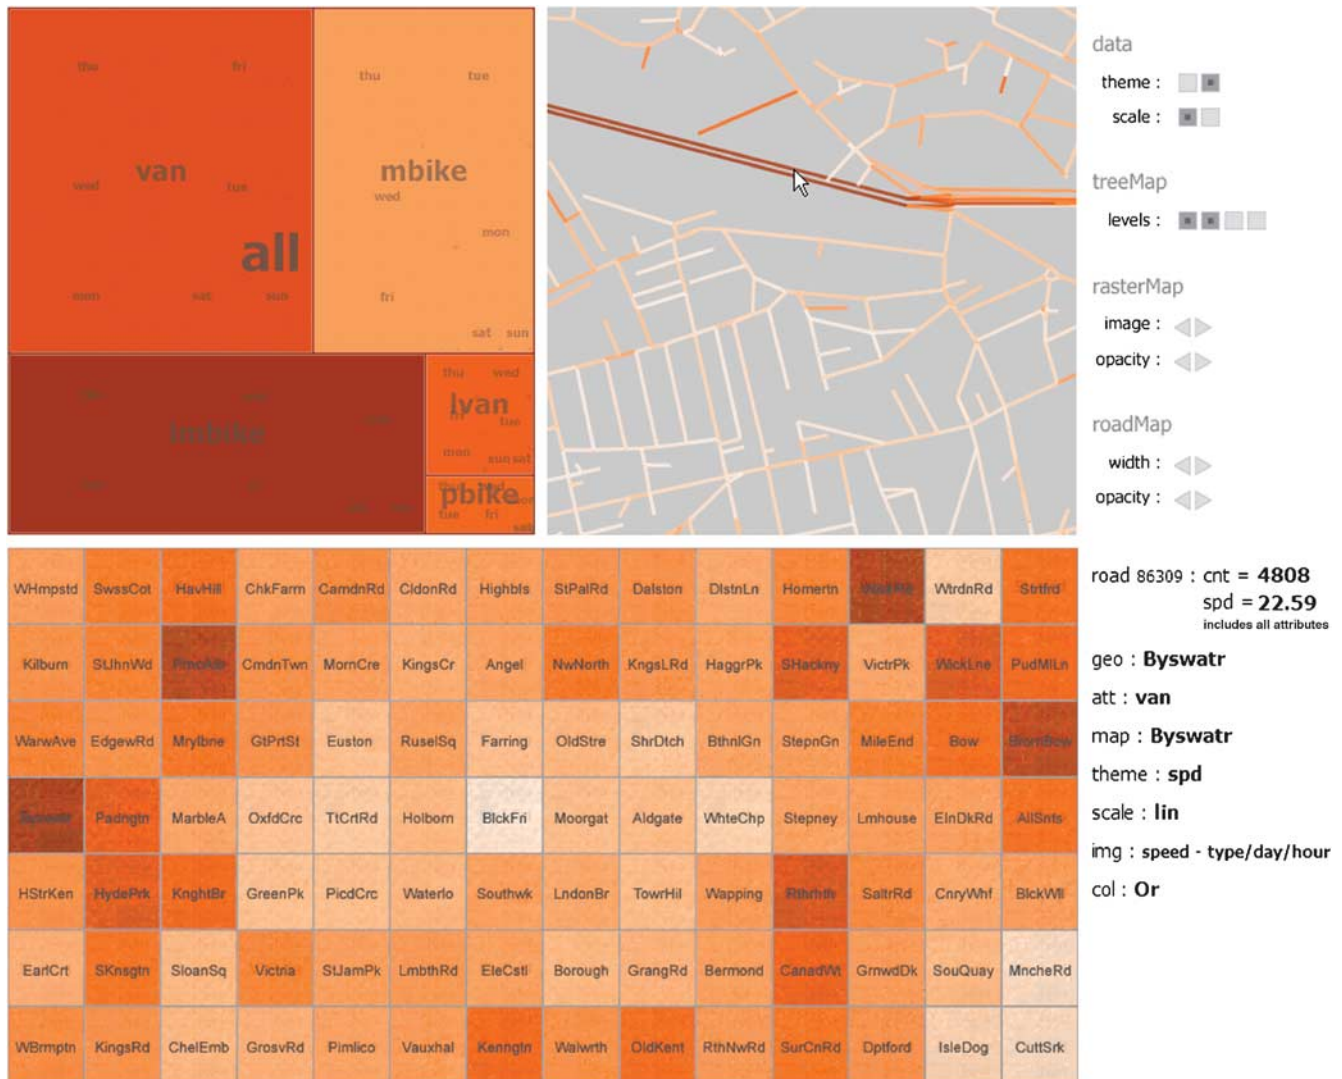 thu fri
thu tue
van
mbike
wed tue
wed
all
mon
mon sat sun
fri
sat sun
thu wed
lvan
fri tue
lmbike
mon sun sat
pbike
tue fri
sat
data
theme :
scale :
treeMap
levels :
rasterMap
image :
opacity :
roadMap
width :
opacity :
WHmpstd SwssCot HavHill ChkFarm CamdnRd CldonRd HighbIs StPalRd Dalston DlstnLn Homertn WtrdnRd Strtfrd
Kilburn StJhnWd PrncAlb CmdnTwn MornCre KingsCr Angel NwNorth KngsLRd HaggrPk SHackny VictrPk WickLne PudMlLn
WarwAve EdgewRd Mrylbne GtPrtSt Euston RuselSq Farring OldStre ShrDtch BthnlGn StepnGn MileEnd Bow BromBow
Padngtn MarbleA OxfdCrc TtCrtRd Holborn BlckFri Moorgat Aldgate WhteChp Stepney Lmhouse EInDkRd AllSnts
HStrKen HydePrk KnghtBr GreenPk PicdCrc Waterlo Southwk LndonBr TowrHil Wapping Rthrhth SaltrRd CnryWhf BlckWll
EarlCrt SKnsgtn SloanSq Victria StJamPk LmbthRd EleCstl Borough GrangRd Bermond CanadWt GrnwdDk SouQuay MncheRd
WBrmptn KingsRd ChelEmb GrosvRd Pimlico Vauxhal Kenngtn Walwrth OldKent RthNwRd SurCnRd Dptford IsleDog CuttSrk
road 86309 : cnt = 4808
spd = 22.59
includes all attributes
geo : Byswatr
att : van
map : Byswatr
theme : spd
scale : lin
img : speed - type/day/hour
col : Or